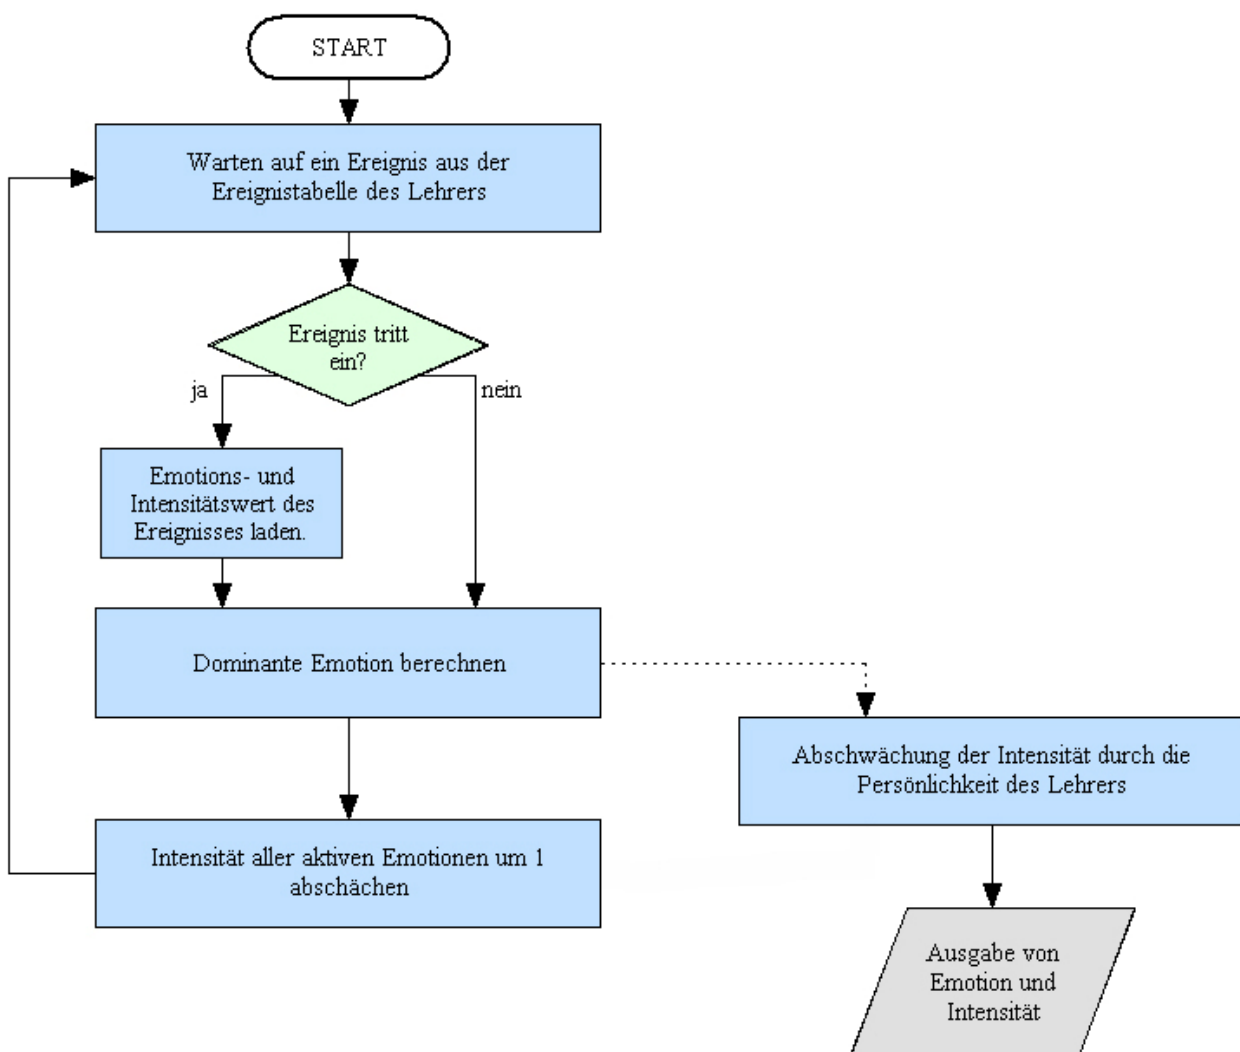 START
Warten auf ein Ereignis aus der
Ereignistabelle des Lehrers
Ereignis tritt
ein?
ja
nein
Emotions- und
Intensitätswert des
Ereignisses laden.
Dominante Emotion berechnen
Abschwächung der Intensität durch die
Persönlichkeit des Lehrers
Intensität aller aktiven Emotionen um 1
abschächen
Ausgabe von
Emotion und
Intensität